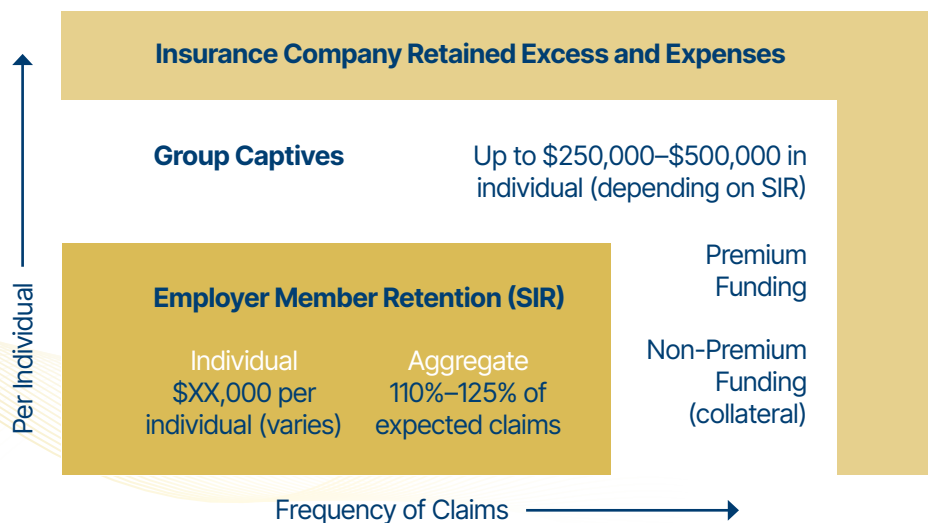 Insurance Company Retained Excess and Expenses
Group Captives
Up to $250,000–$500,000 in
individual (depending on SIR)
Premium
Funding
Non-Premium
Funding
(collateral)
Employer Member Retention (SIR)
Individual
$XX,000 per
individual (varies)
Aggregate
110%–125% of
expected claims
Per Individual
Frequency of Claims